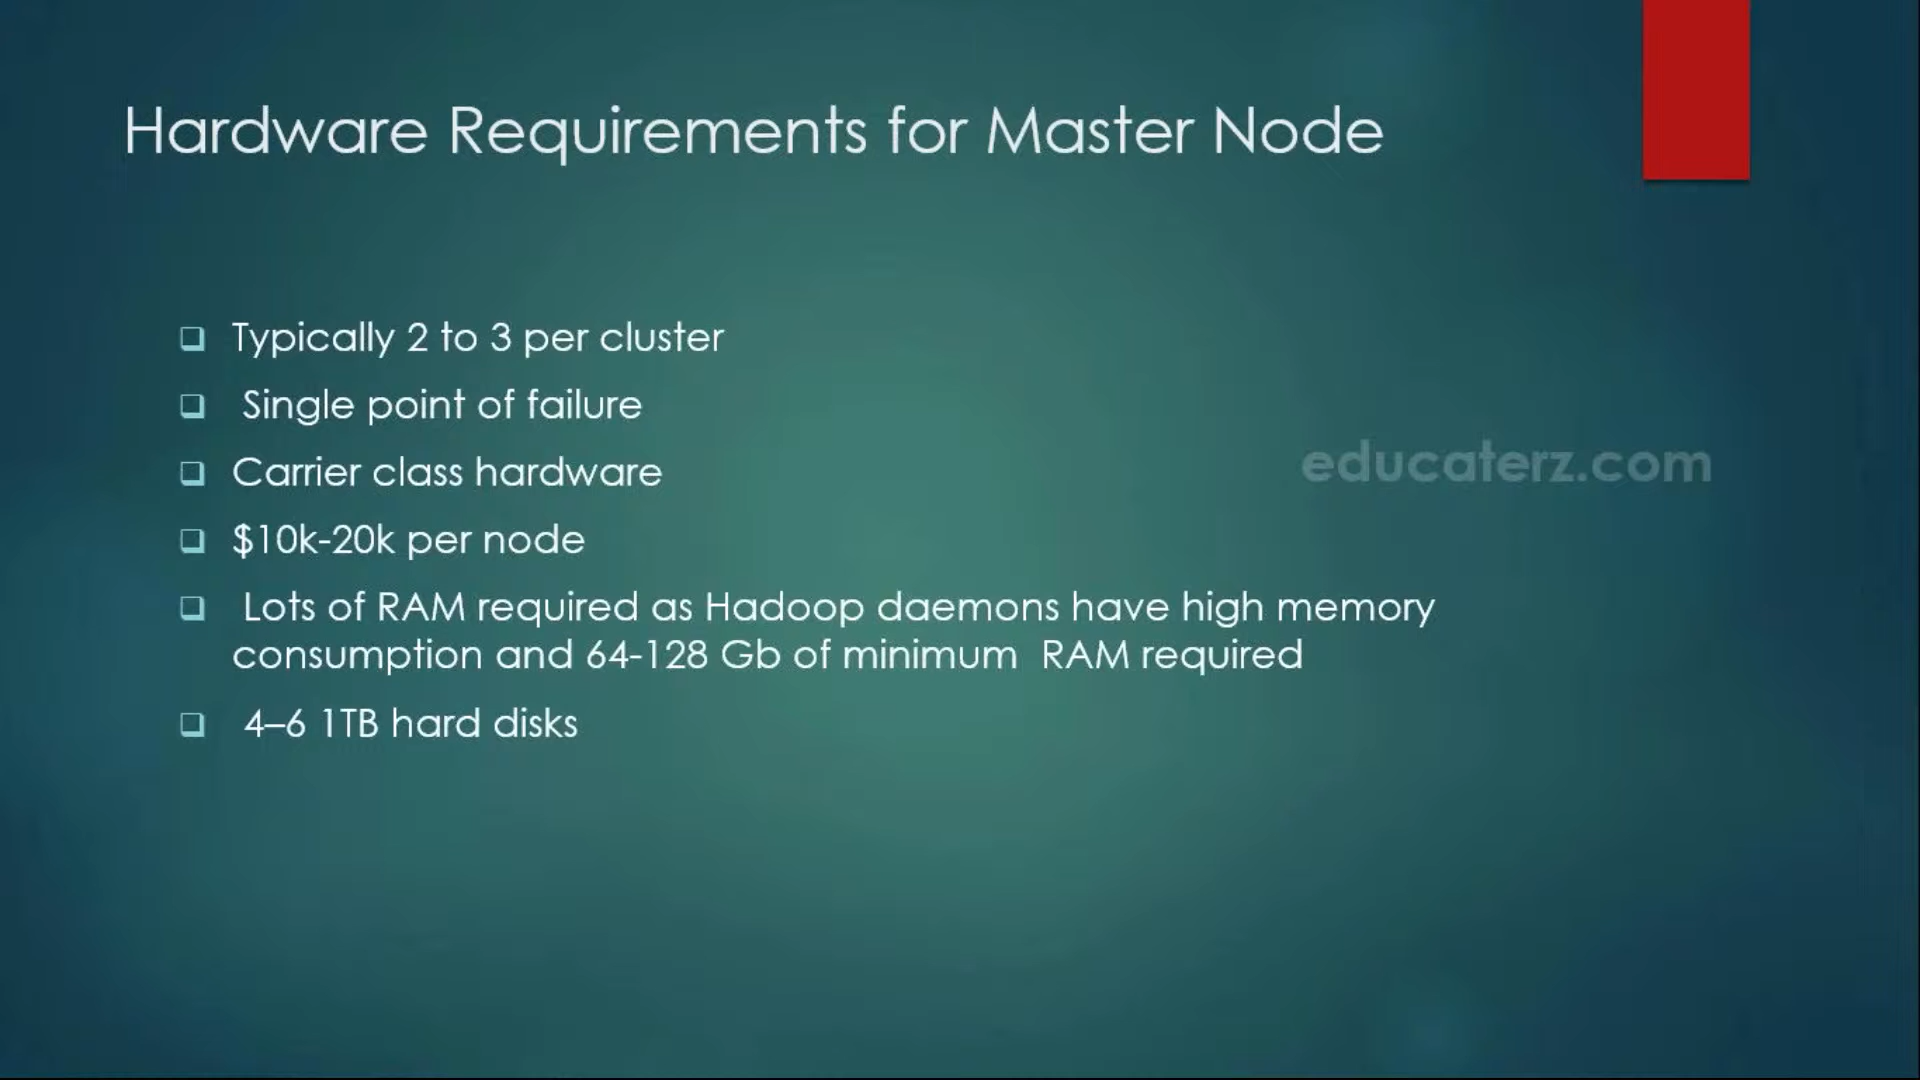 Hardware Requirements for Master Node
Typically 2 to 3 per cluster
Single point of failure
Carrier class hardware
educaterz.com
$10k-20k per node
Lots of RAM required as Hadoop daemons have high memory
consumption and 64-128 Gb of minimum  RAM required
4–6 1TB hard disks